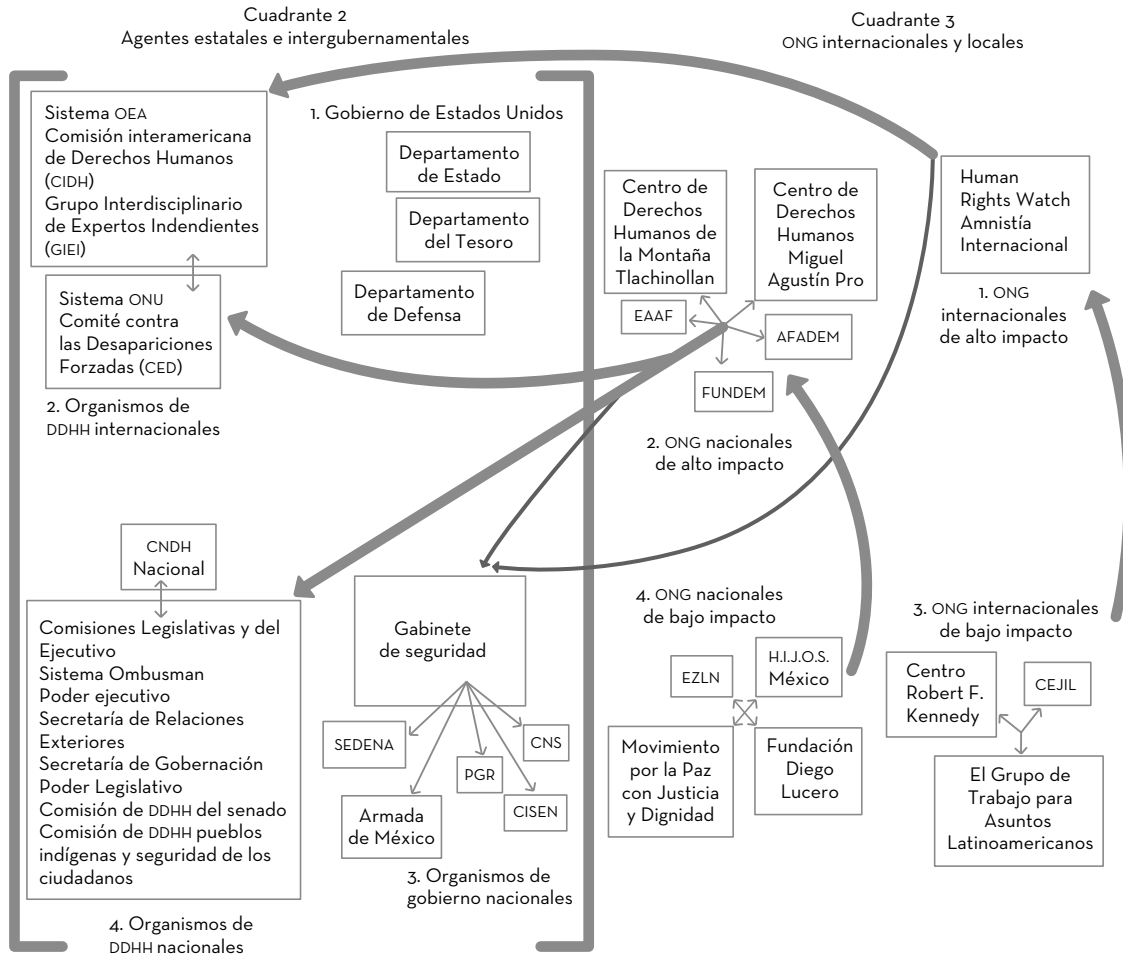 Cuadrante 2
Agentes estatales e intergubernamentales
Sistema OEA
Comisión interamericana
de Derechos Humanos
(CIDH)
Grupo Interdisciplinario
de Expertos Indendientes
(GIEI)
Sistema ONU
Comité contra
las Desapariciones
Forzadas (CED)
2. Organismos de
DDHH internacionales
1. Gobierno de Estados Unidos
Departamento
de Estado
Departamento
del Tesoro
Departamento
de Defensa
CNDH
Nacional
Comisiones Legislativas y del
Ejecutivo
Sistema Ombusman
Poder ejecutivo
Secretaría de Relaciones
Exteriores
Secretaría de Gobernación
Poder Legislativo
Comisión de DDHH del senado
Comisión de DDHH pueblos
indígenas y seguridad de los
ciudadanos
4. Organismos de
DDHH nacionales
Gabinete
de seguridad
SEDENA
CNS
PGR
CISEN
Armada
de México
3. Organismos de
gobierno nacionales
Cuadrante 3
ONG internacionales y locales
Centro de
Derechos
Humanos de
la Montaña
Tlachinollan
Centro de
Derechos
Humanos
Miguel
Agustín Pro
EAAF
AFADEM
FUNDEM
2. ONG nacionales
de alto impacto
Human
Rights Watch
Amnistía
Internacional
1. ONG
internacionales
de alto impacto
4. ONG nacionales
de bajo impacto
EZLN
H.I.J.O.S.
México
Movimiento
por la Paz
con Justicia
y Dignidad
Fundación
Diego
Lucero
3. ONG internacionales
de bajo impacto
Centro
Robert F.
Kennedy
CEJIL
El Grupo de
Trabajo para
Asuntos
Latinoamericanos